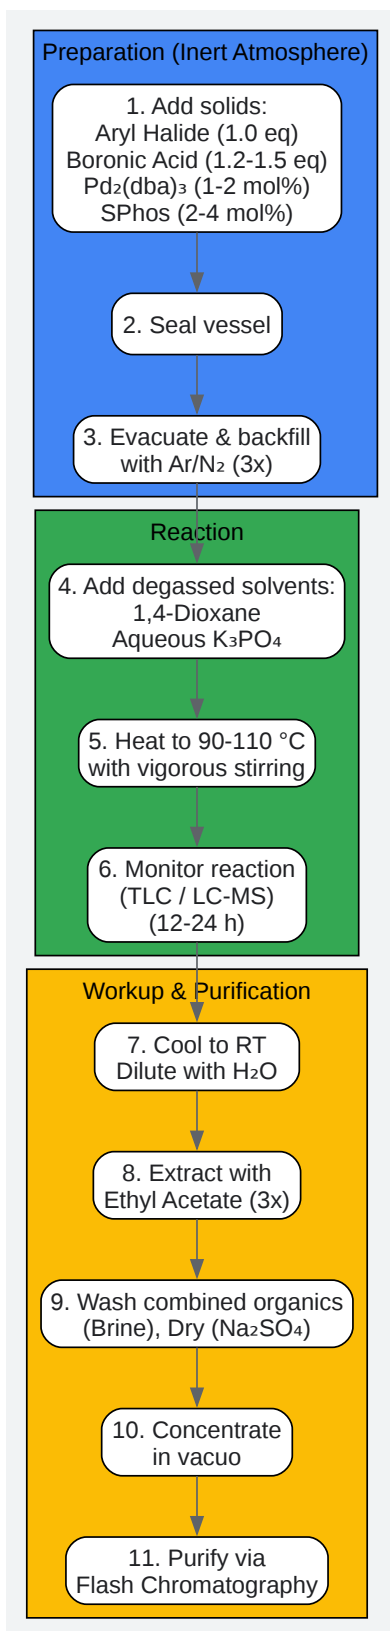 Preparation (Inert Atmosphere)
1. Add solids:
Aryl Halide (1.0 eq)
Boronic Acid (1.2-1.5 eq)
Pd₂(dba)₃ (1-2 mol%)
SPhos (2-4 mol%)
2. Seal vessel
3. Evacuate & backfill
with Ar/N₂ (3x)
Reaction
4. Add degassed solvents:
1,4-Dioxane
Aqueous K₃PO₄
5. Heat to 90-110 °C
with vigorous stirring
6. Monitor reaction
(TLC / LC-MS)
(12-24 h)
Workup & Purification
7. Cool to RT
Dilute with H₂O
8. Extract with
Ethyl Acetate (3x)
9. Wash combined organics
(Brine), Dry (Na₂SO₄)
10. Concentrate
in vacuo
11. Purify via
Flash Chromatography